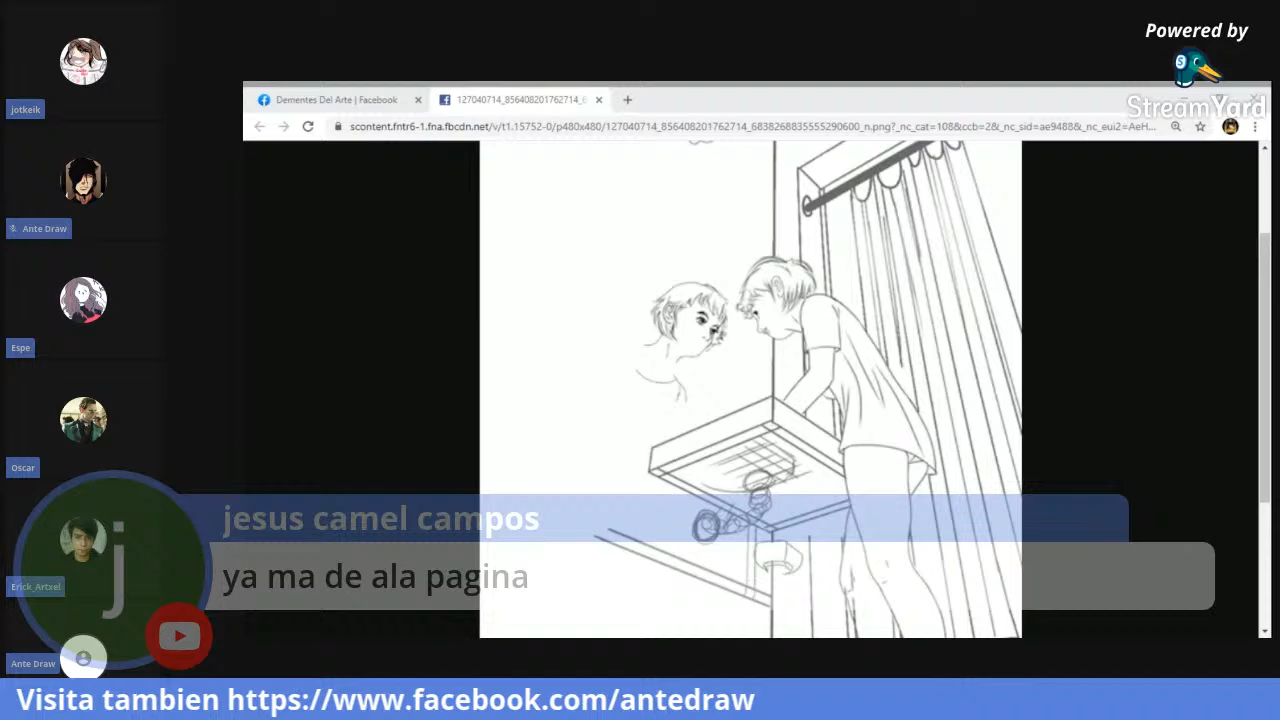 Powered by
StreamYard
jotkeik
Ante Draw
Espe
Oscar
Erick_Artxel
Ante Draw
Dementes Del Arte | Facebook
127040714_856408201762714_6
scontent.fntr6-1.fna.fbcdn.net/v/t1.15752-0/p480x480/127040714_856408201762714_6838268835555290600_n.png?_nc_cat=108&ccb=2&_nc_sid=ae9488&_nc_eui2=AeH...
j
jesus camel campos
ya ma de ala pagina
Visita tambien https://www.facebook.com/antedraw